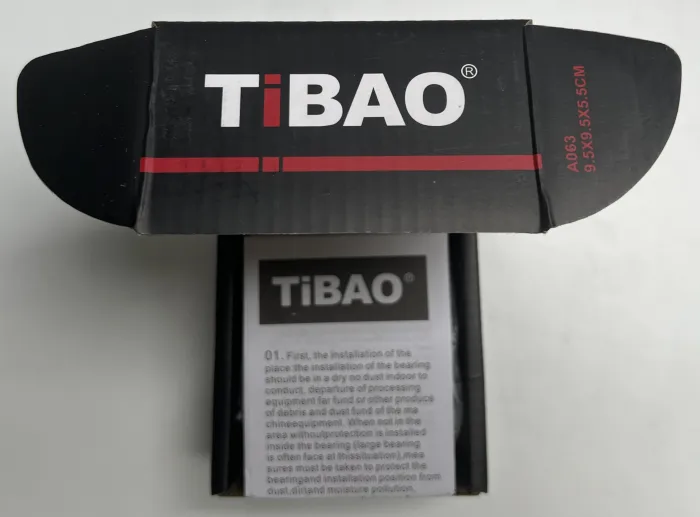 TiBAO®
A063
9.5X9.5X5.5CM
TiBAO®
01. First, the installation of the
place:the installation of the bearing
should be in a dry no dust indoor to
conduct, departure of processing
equipment far fund or other produce
of debris and dust fund of the ma
chineequipment. When not in the
area withoutprotection is installed
inside the bearing (large bearing
is often face at thissituation),mea
sures must be taken to protect the
bearingand installation position from
dust,dirtand moisture pollution,